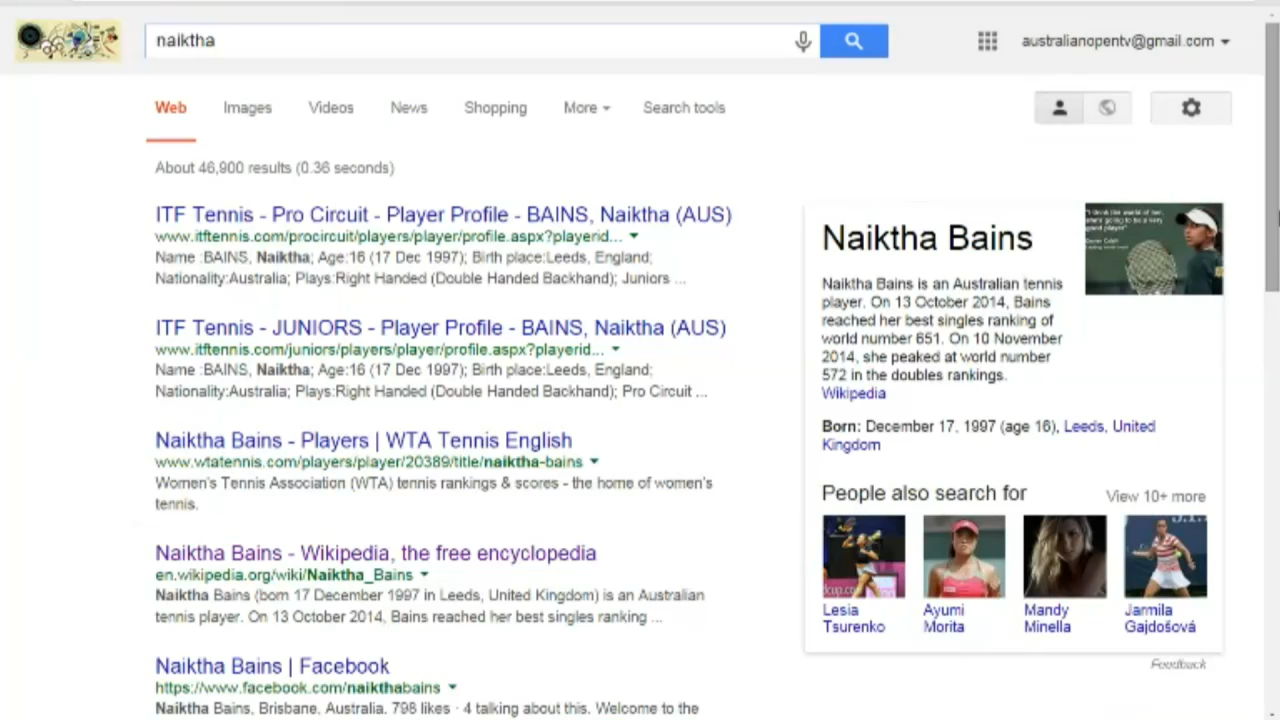 naiktha
australianopentv@gmail.com
Web Images Videos News Shopping More Search tools
About 46,900 results (0.36 seconds)
ITF Tennis - Pro Circuit - Player Profile - BAINS, Naiktha (AUS)
www.itftennis.com/procircuit/players/player/profile.aspx?playerid...
Name :BAINS, Naiktha; Age:16 (17 Dec 1997); Birth place:Leeds, England;
Nationality:Australia; Plays:Right Handed (Double Handed Backhand); Juniors ...
ITF Tennis - JUNIORS - Player Profile - BAINS, Naiktha (AUS)
www.itftennis.com/juniors/players/player/profile.aspx?playerid...
Name :BAINS, Naiktha; Age:16 (17 Dec 1997); Birth place:Leeds, England;
Nationality:Australia; Plays:Right Handed (Double Handed Backhand); Pro Circuit ...
Naiktha Bains - Players | WTA Tennis English
www.wtatennis.com/players/player/20389/title/naiktha-bains
Women's Tennis Association (WTA) tennis rankings & scores - the home of women's
tennis.
Naiktha Bains - Wikipedia, the free encyclopedia
en.wikipedia.org/wiki/Naiktha_Bains
Naiktha Bains (born 17 December 1997 in Leeds, United Kingdom) is an Australian
tennis player. On 13 October 2014, Bains reached her best singles ranking ...
Naiktha Bains | Facebook
https://www.facebook.com/naikthabains
Naiktha Bains, Brisbane, Australia. 798 likes · 4 talking about this. Welcome to the
Naiktha Bains
Naiktha Bains is an Australian tennis
player. On 13 October 2014, Bains
reached her best singles ranking of
world number 651. On 10 November
2014, she peaked at world number
572 in the doubles rankings.
Wikipedia
Born: December 17, 1997 (age 16), Leeds, United
Kingdom
People also search for
View 10+ more
Lesia
Tsurenko
Ayumi
Morita
Mandy
Minella
Jarmila
Gajdošová
Feedback